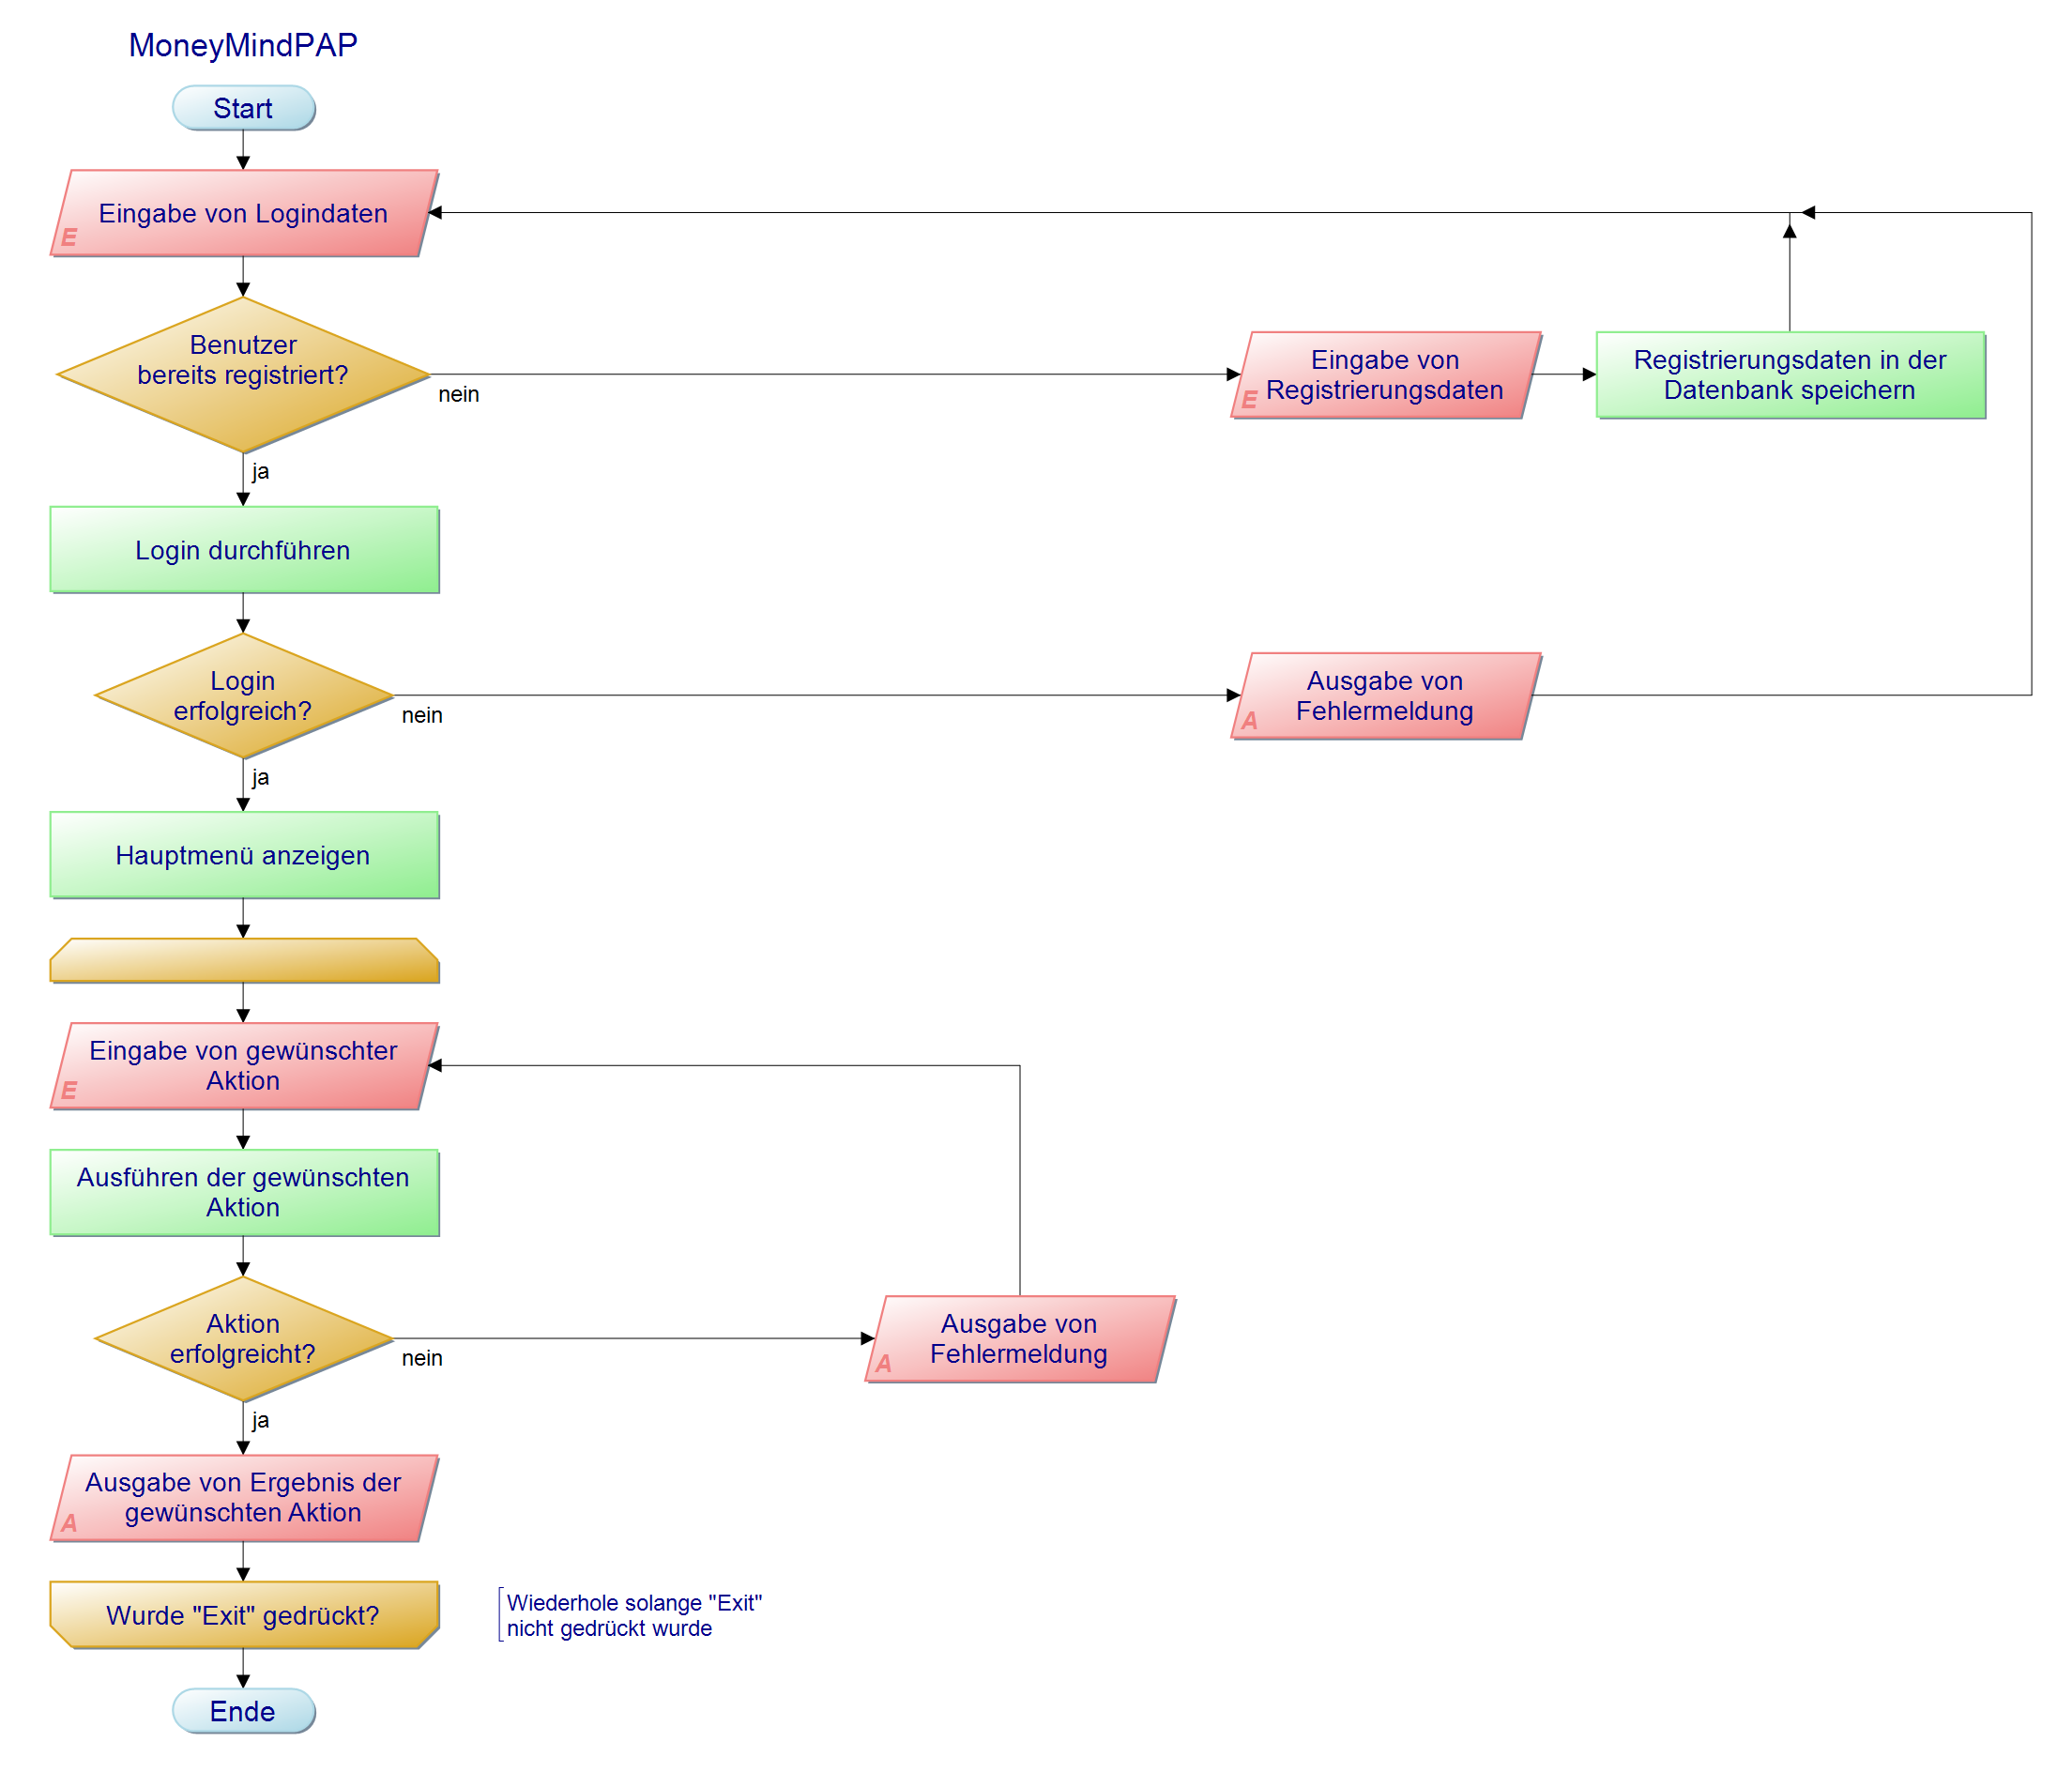 MoneyMindPAP
Start
Eingabe von Logindaten
E
Benutzer
bereits registriert?
nein
Eingabe von
Registrierungsdaten
E
Registrierungsdaten in der
Datenbank speichern
ja
Login durchführen
Login
erfolgreich?
nein
Ausgabe von
Fehlermeldung
A
ja
Hauptmenü anzeigen
Eingabe von gewünschter
Aktion
E
Ausführen der gewünschten
Aktion
Aktion
erfolgreicht?
nein
Ausgabe von
Fehlermeldung
A
ja
Ausgabe von Ergebnis der
gewünschten Aktion
A
Wurde "Exit" gedrückt?
Wiederhole solange "Exit"
nicht gedrückt wurde
Ende